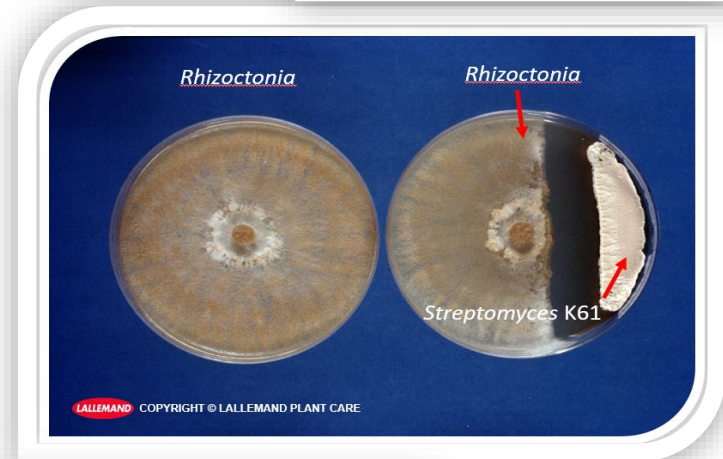 Rhizoctonia
Rhizoctonia
Streptomyces K61
LALLEMAND COPYRIGHT © LALLEMAND PLANT CARE